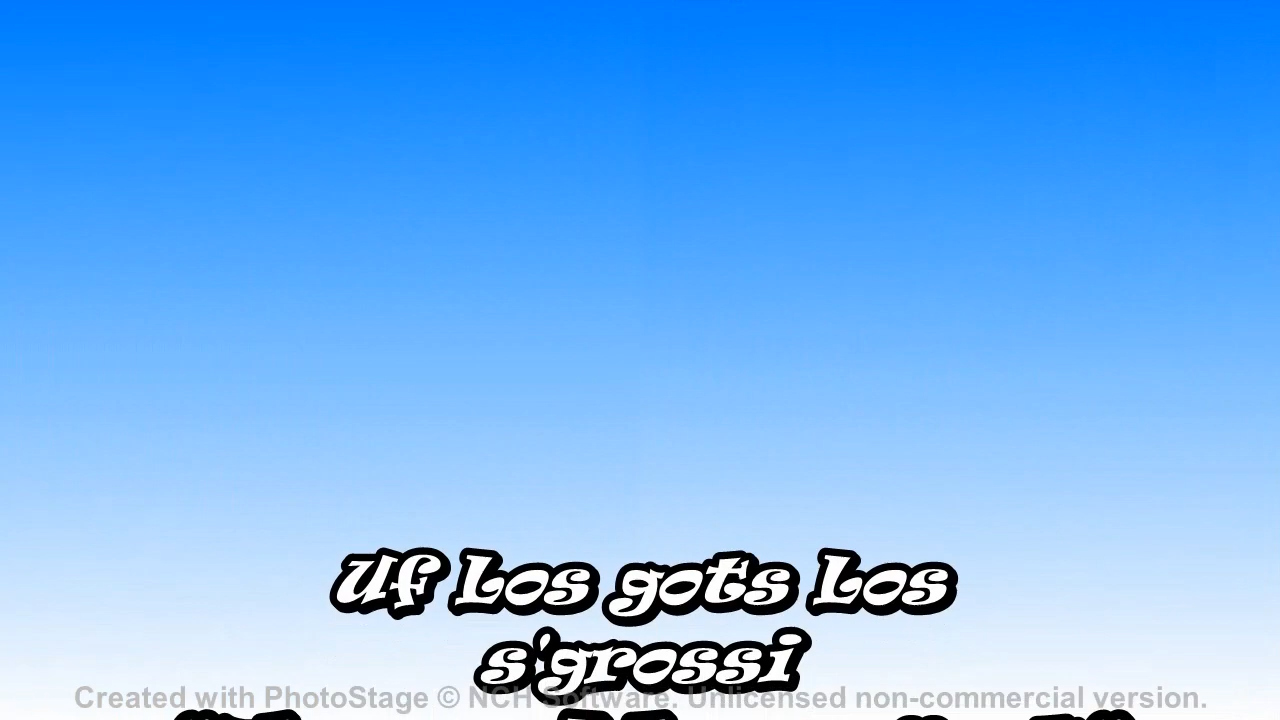 Uf Los gots Los
s'grossi
Created with PhotoStage © NCH Software. Unlicensed non-commercial version.